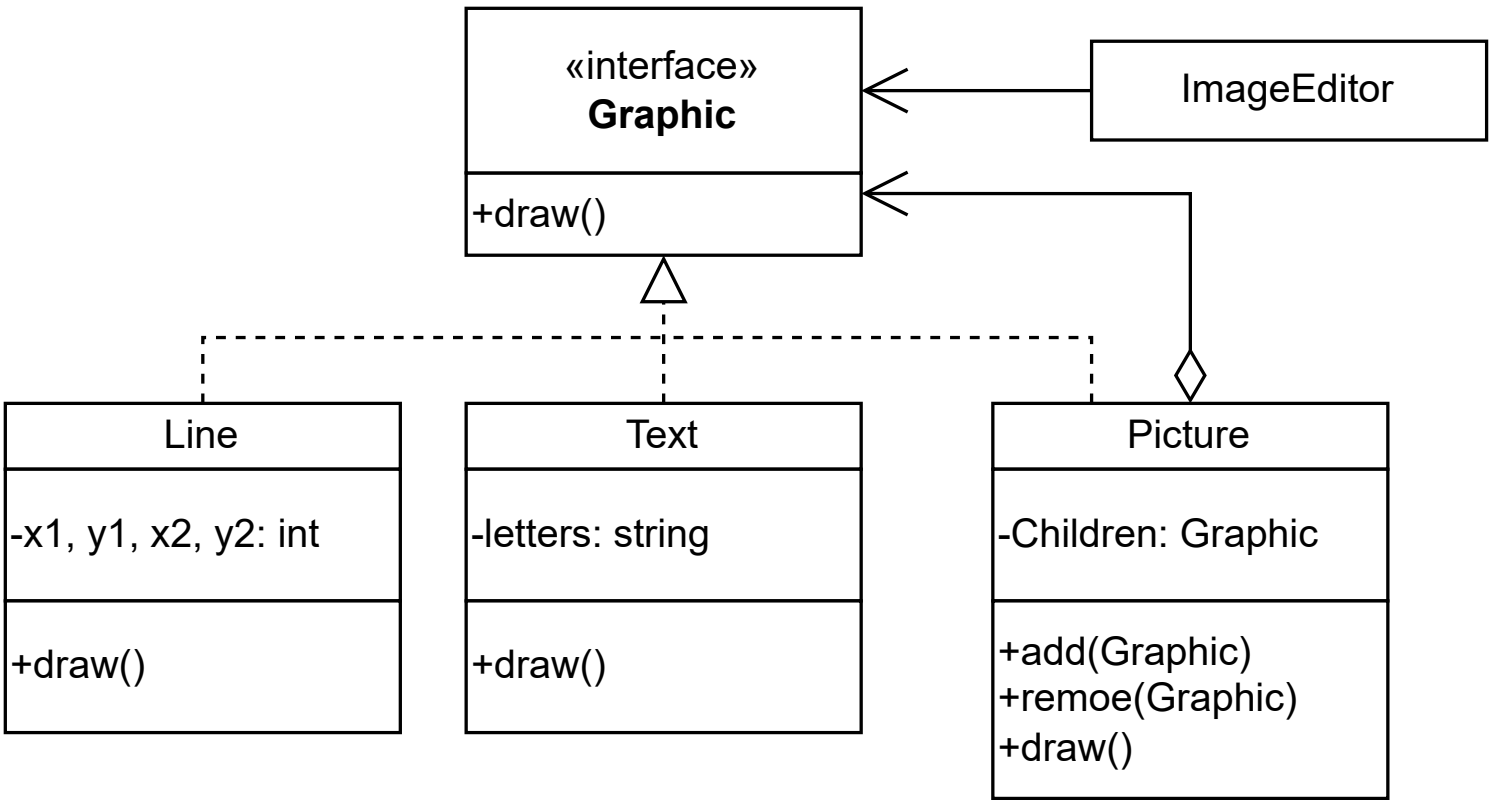 «interface»
Graphic
+draw()
ImageEditor
Line
-x1, y1, x2, y2: int
+draw()
Text
-letters: string
+draw()
Picture
-Children: Graphic
+add(Graphic)
+remoe(Graphic)
+draw()